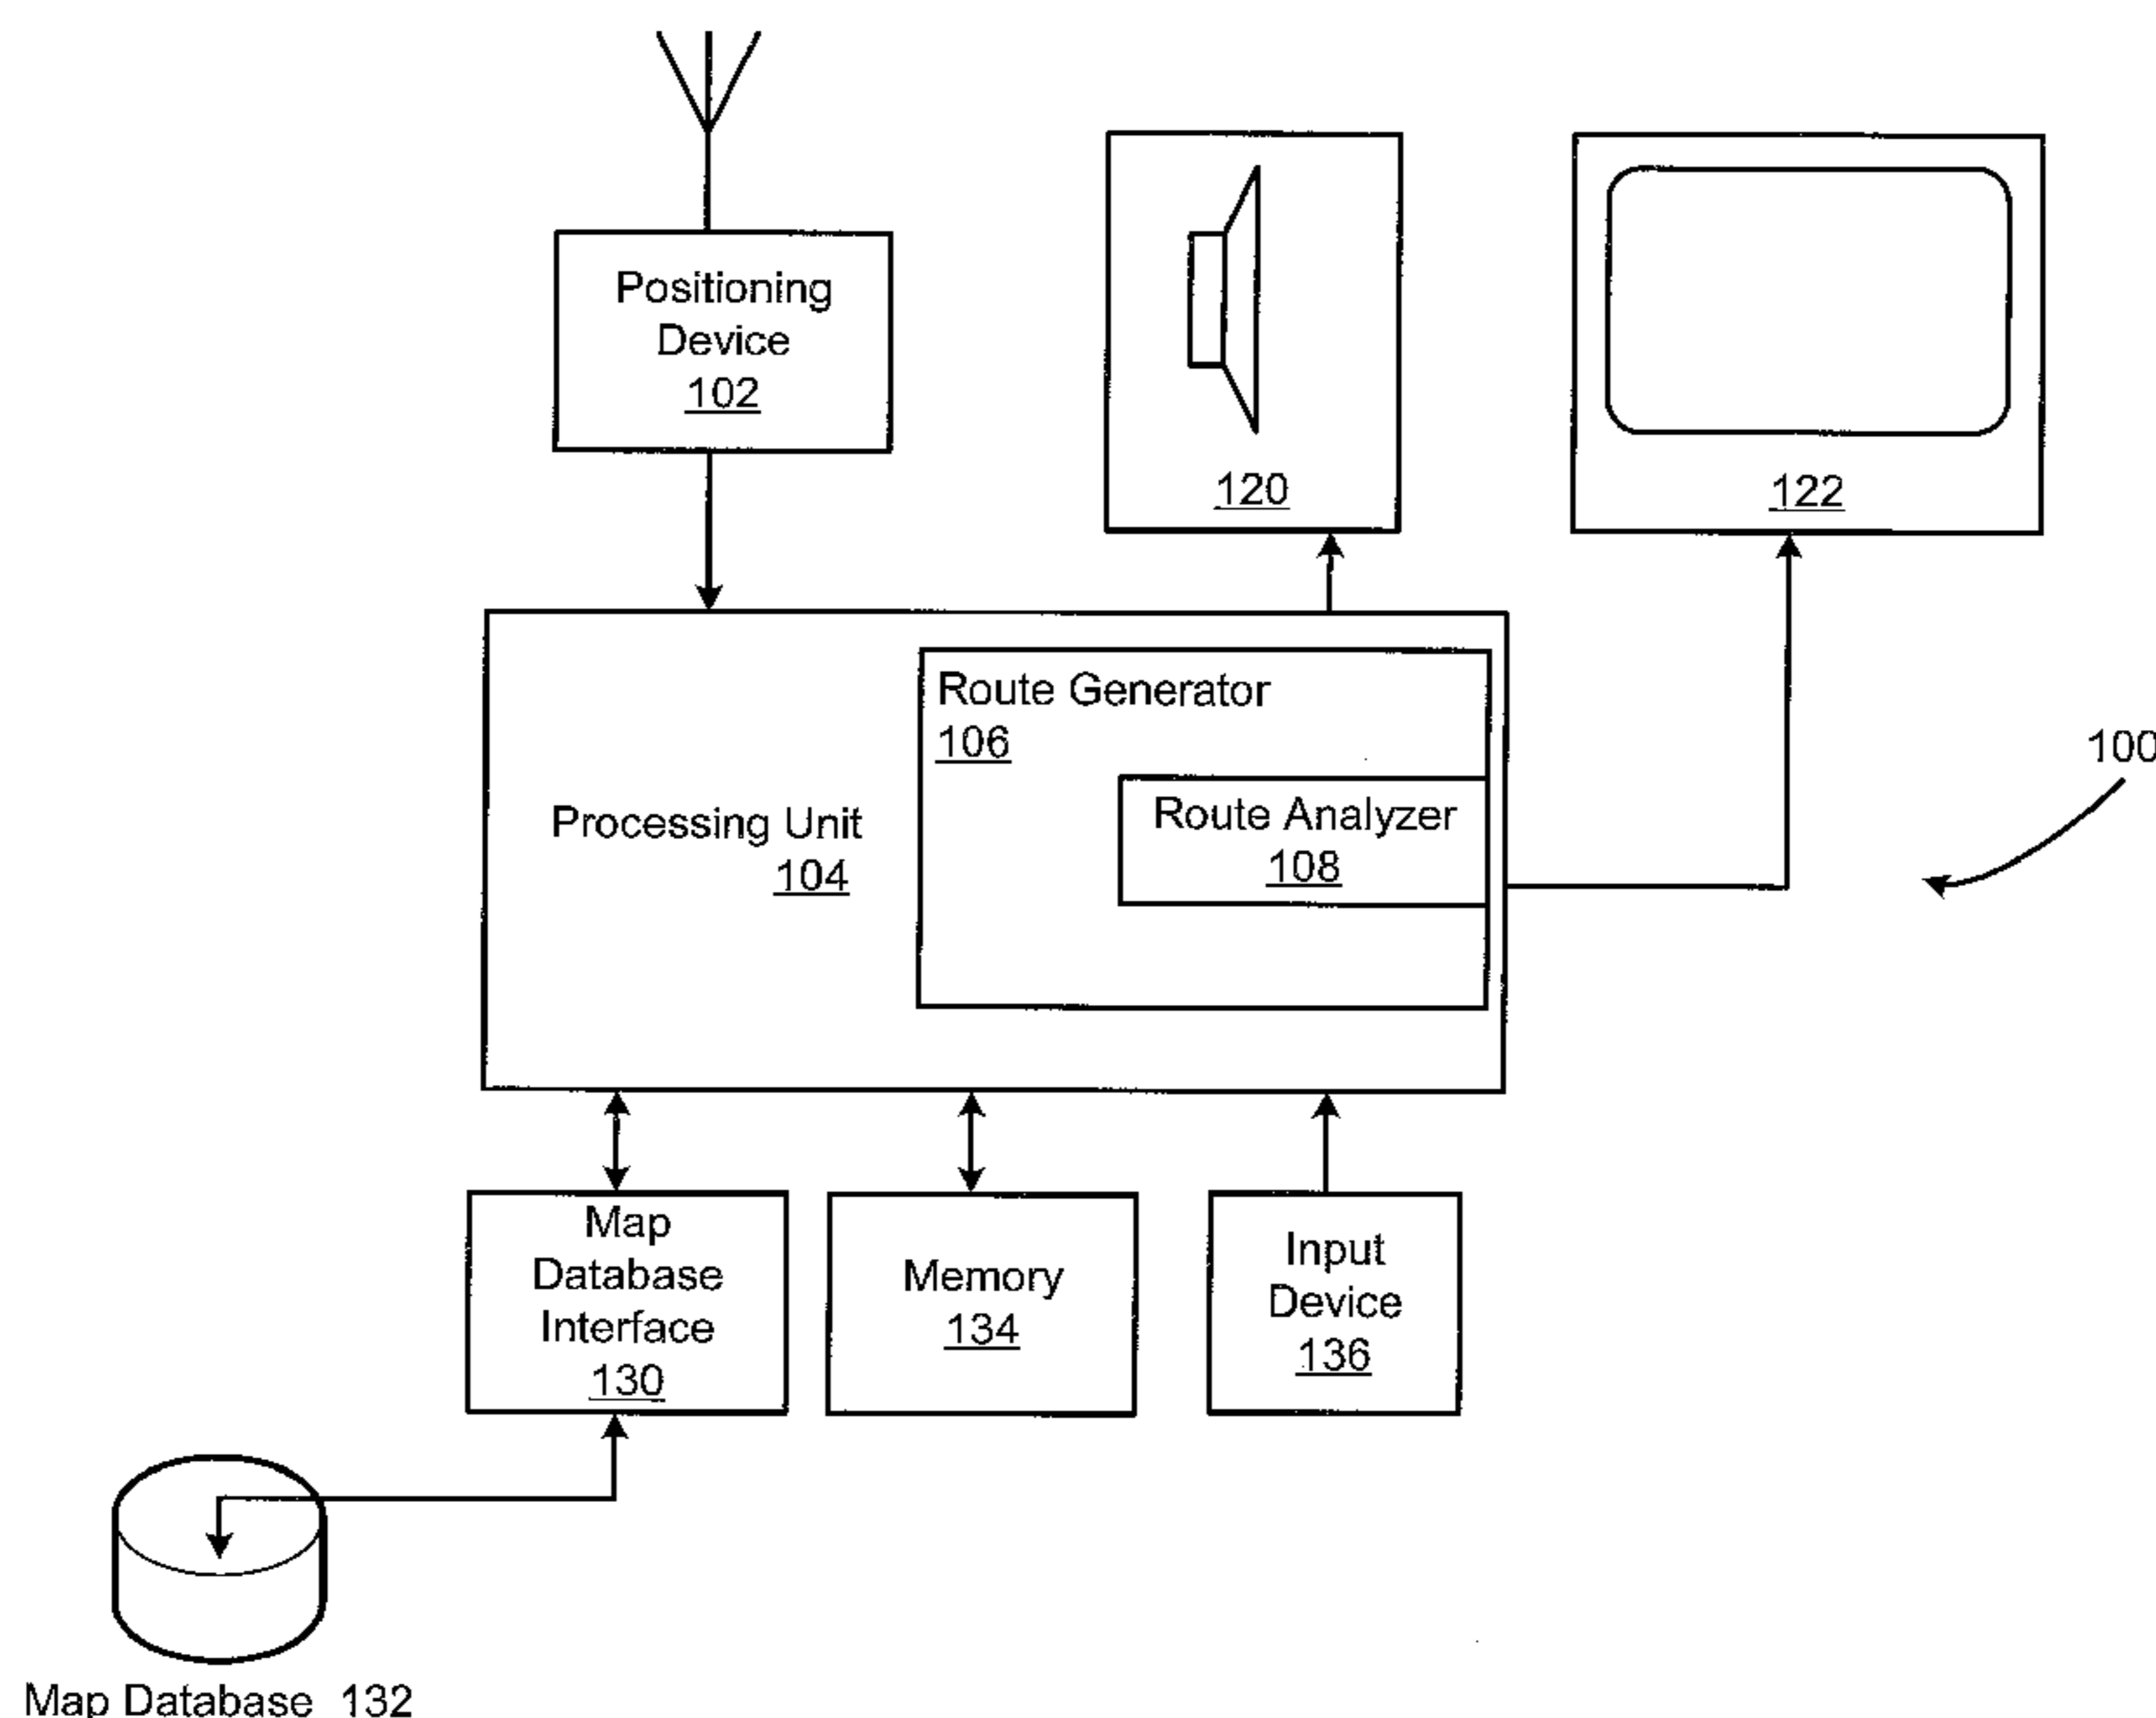 Positioning
Device
102
120
122
Route Generator
106
Processing Unit
104
Route Analyzer
108
100
Map
Database
Interface
130
Memory
134
Input
Device
136
Map Database 132